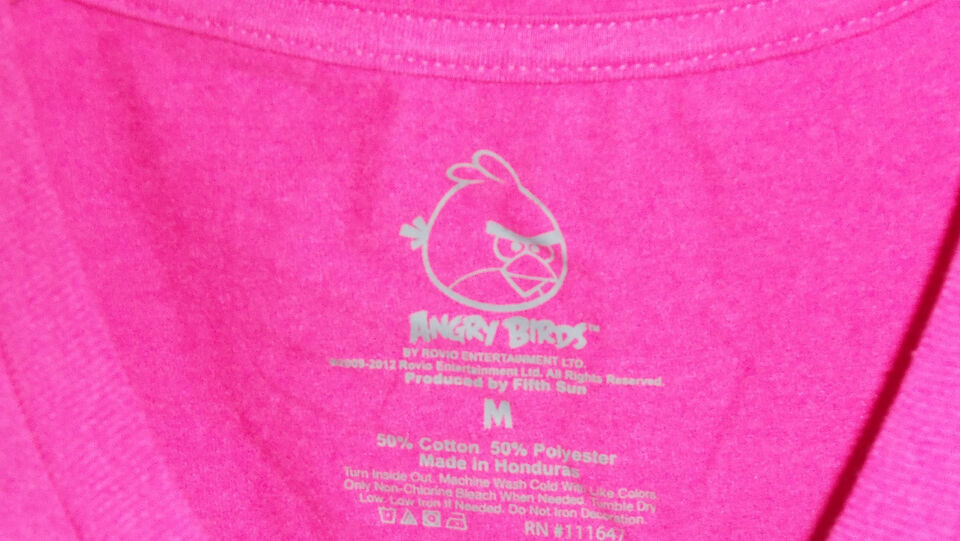 ANGRY BIRDS™
BY ROVIO ENTERTAINMENT LTD.
©2009-2012 Rovio Entertainment Ltd. All Rights Reserved.
Produced by Fifth Sun
M
50% Cotton 50% Polyester
Made in Honduras
Turn Inside Out. Machine Wash Cold With Like Colors.
Only Non-Chlorine Bleach When Needed. Tumble Dry
Low. Low Iron if Needed. Do Not Iron Decoration.
RN #111647